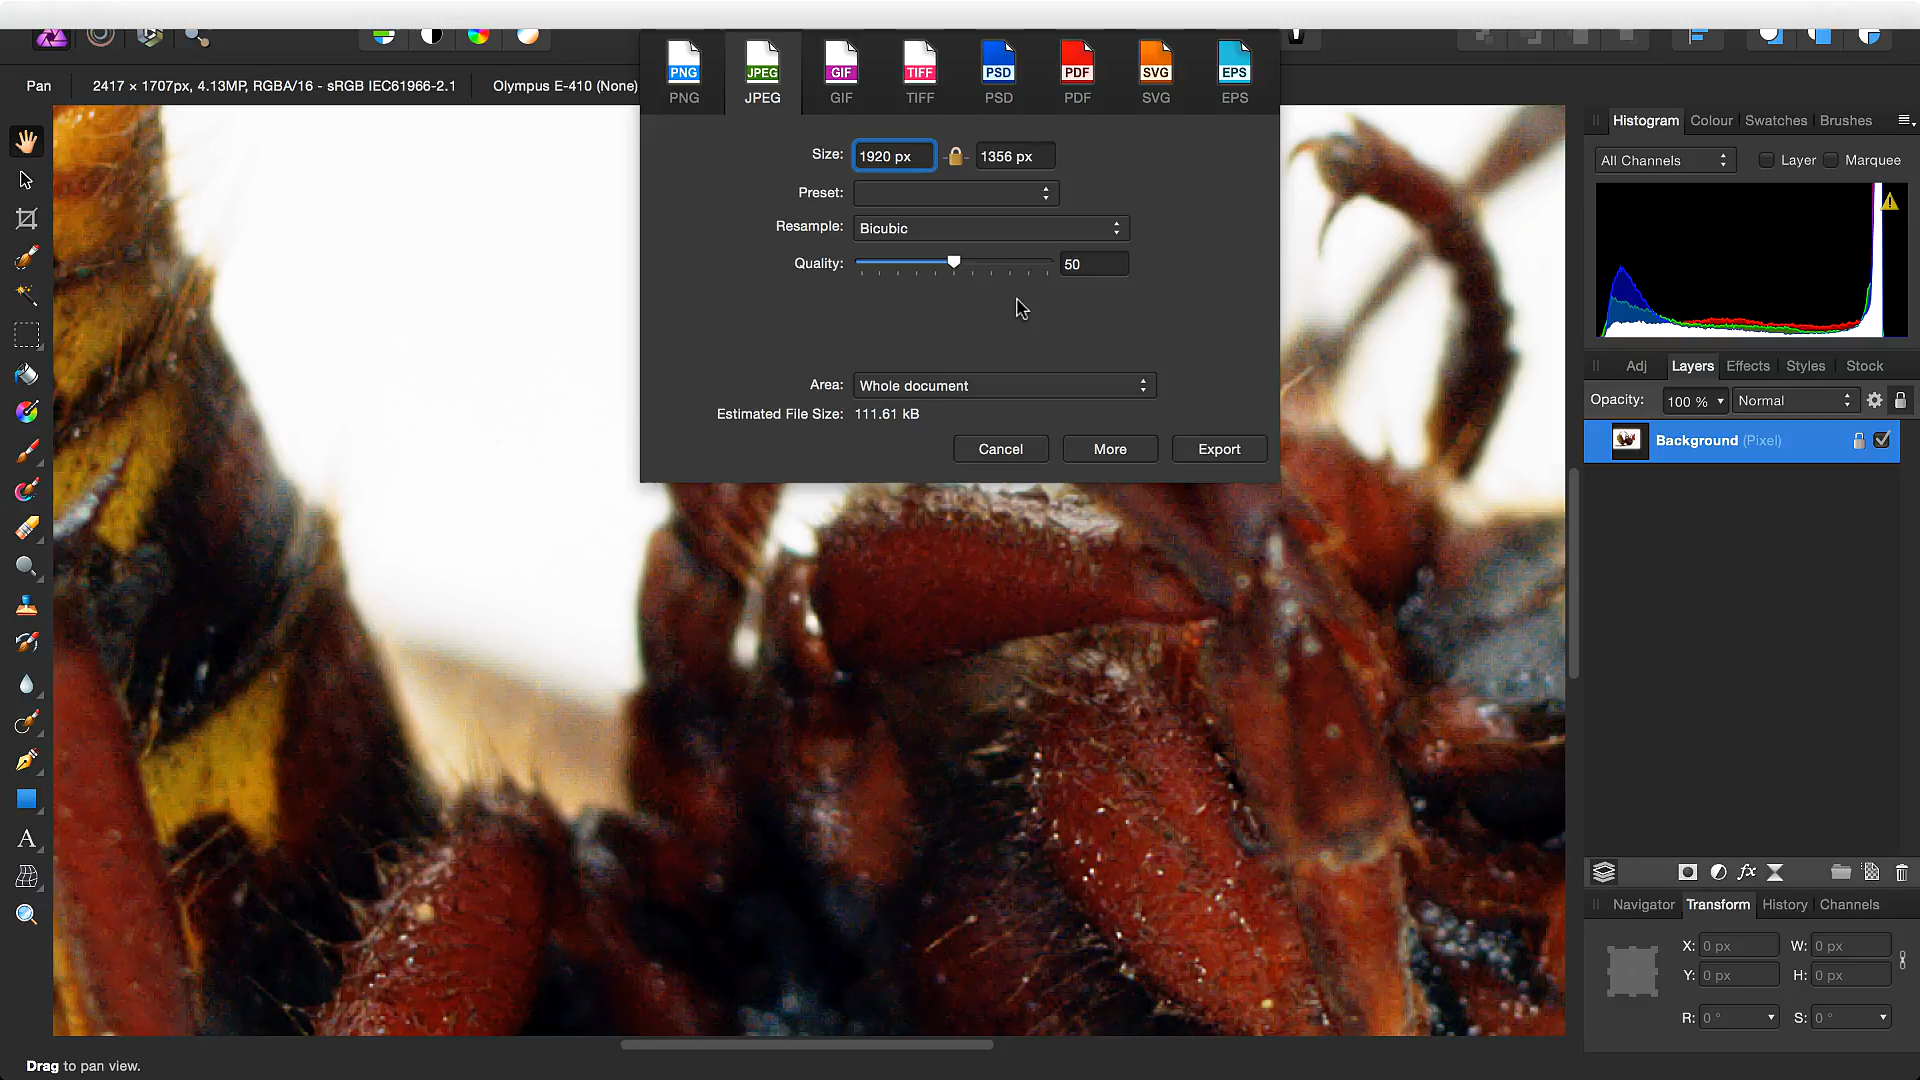 PNG JPEG GIF TIFF PSD PDF SVG EPS
PNG JPEG GIF TIFF PSD PDF SVG EPS
Pan 2417 × 1707px, 4.13MP, RGBA/16 - sRGB IEC61966-2.1 Olympus E-410 (None)
Size: 1920 px 1356 px
Preset:
Resample: Bicubic
Quality: 50
Area: Whole document
Estimated File Size: 111.61 kB
Cancel More Export
Histogram Colour Swatches Brushes
All Channels Layer Marquee
Adj Layers Effects Styles Stock
Opacity: 100 % Normal
Background (Pixel)
fx
Navigator Transform History Channels
X: 0 px W: 0 px
Y: 0 px H: 0 px
R: 0 ° S: 0 °
A
Drag to pan view.